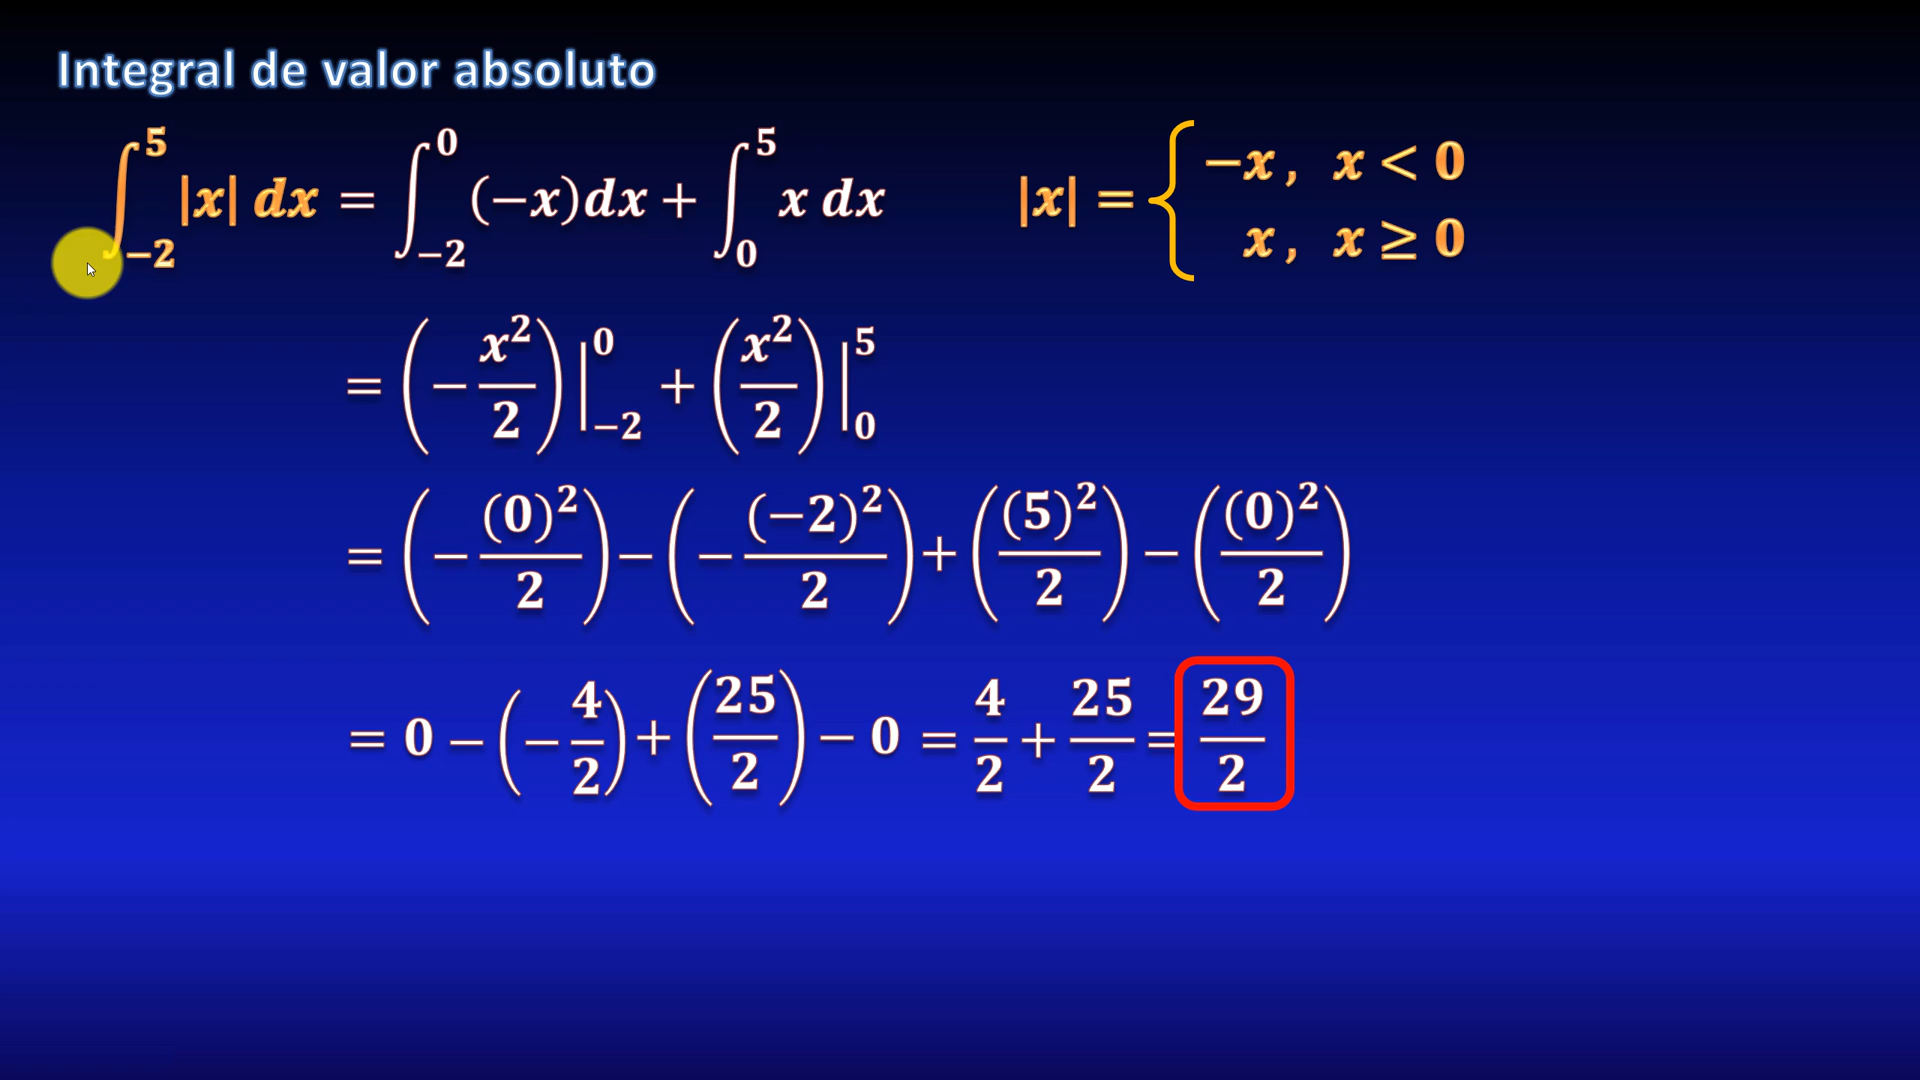 Integral de valor absoluto
∫_{-2}^{5} |x| dx = ∫_{-2}^{0} (−x)dx + ∫_{0}^{5} x dx
|x| = { −x , x < 0
x , x ≥ 0
= (−x²/2)|_{-2}^{0} + (x²/2)|_{0}^{5}
= (−(0)²/2) − (−(−2)²/2) + ((5)²/2) − ((0)²/2)
= 0 − (−4/2) + (25/2) − 0 = 4/2 + 25/2 = 29/2